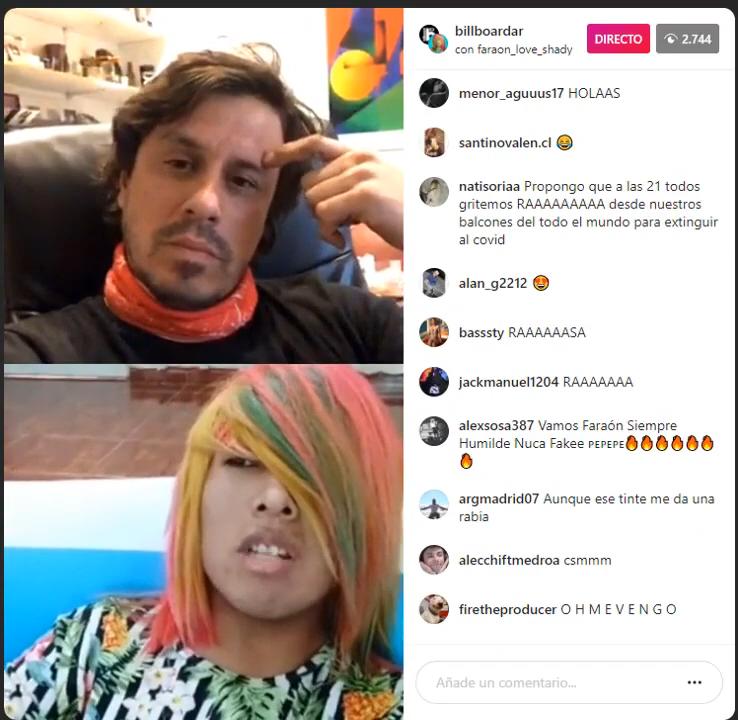 billboardar
con faraon_love_shady
DIRECTO
2.744
menor_aguuus17 HOLAAS
santinovalen.cl 😂
natisoriaa Propongo que a las 21 todos
gritemos RAAAAAAAAA desde nuestros
balcones del todo el mundo para extinguir
al covid
alan_g2212 🤩
basssty RAAAAAASA
jackmanuel1204 RAAAAAAA
alexsosa387 Vamos Faraón Siempre
Humilde Nuca Fakee ᴘᴇᴘᴇᴘᴇ🔥🔥🔥🔥🔥🔥
🔥
argmadrid07 Aunque ese tinte me da una
rabia
alecchiftmedroa csmmm
firetheproducer O H M E V E N G O
Añade un comentario...